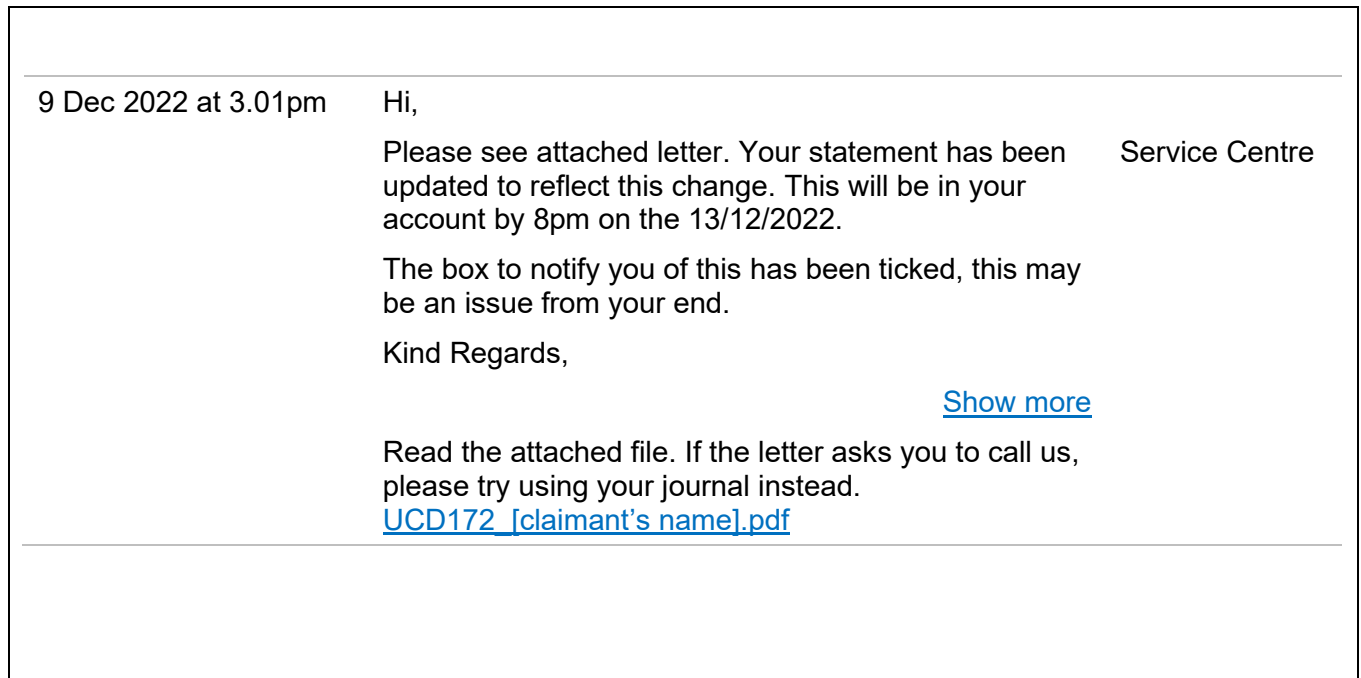 9 Dec 2022 at 3.01pm
Hi,
Please see attached letter. Your statement has been
updated to reflect this change. This will be in your
account by 8pm on the 13/12/2022.
The box to notify you of this has been ticked, this may
be an issue from your end.
Kind Regards,
Show more
Read the attached file. If the letter asks you to call us,
please try using your journal instead.
UCD172_[claimant’s name].pdf
Service Centre